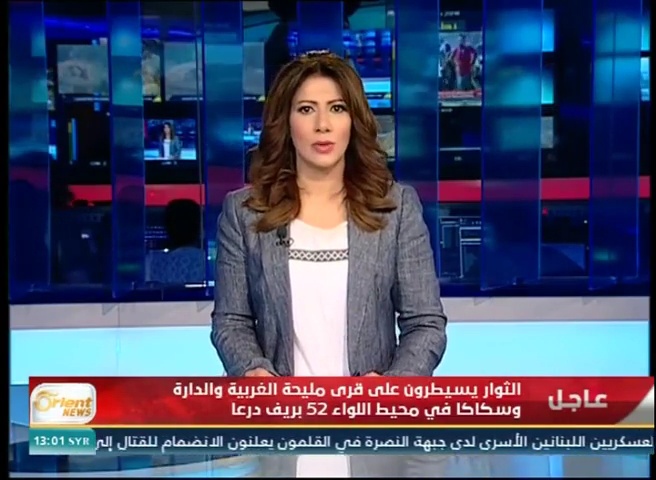 عاجل
الثوار يسيطرون على قرى مليحة الغربية والدارة
وسكاكا في محيط اللواء 52 بريف درعا
Orient
NEWS
13:01 SYR
لعسكريين اللبنانين الأسرى لدى جبهة النصرة في القلمون يعلنون الانضمام للقتال إلى